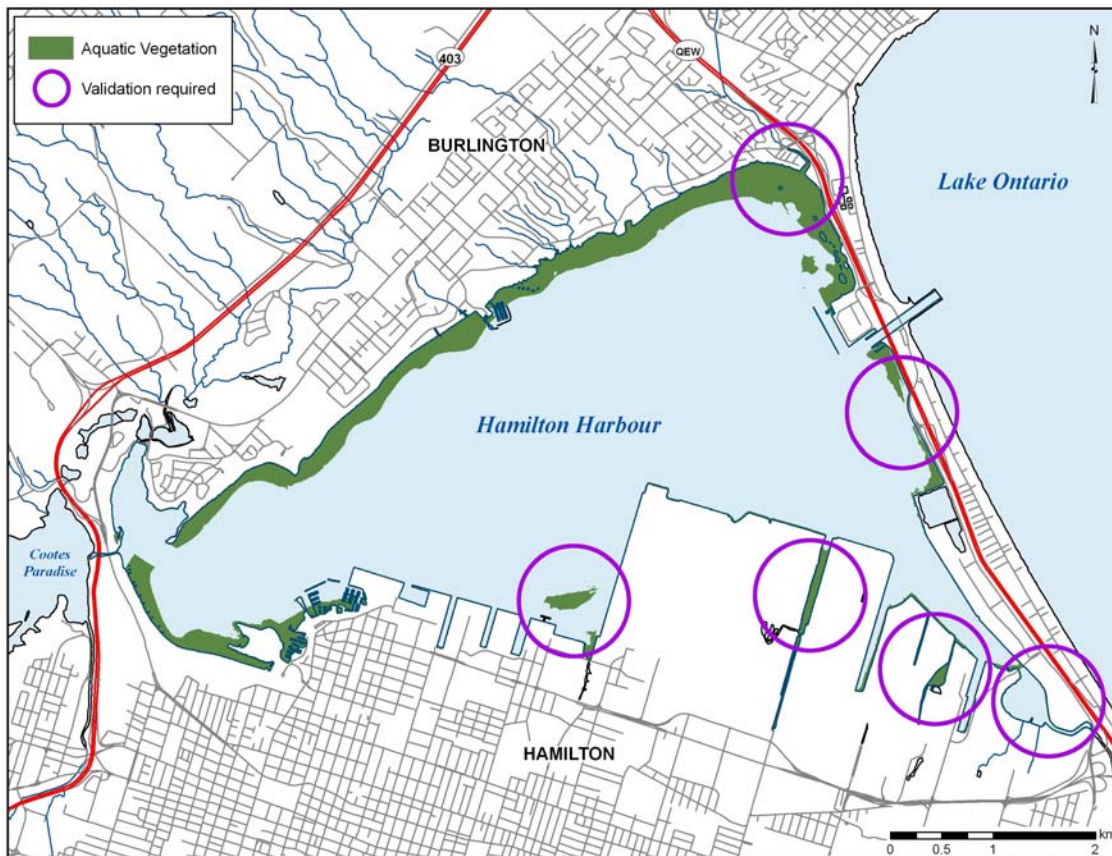 Aquatic Vegetation
Validation required
403
QEW
N
BURLINGTON
Lake Ontario
Hamilton Harbour
Cootes
Paradise
HAMILTON
0 0.5 1 2
km